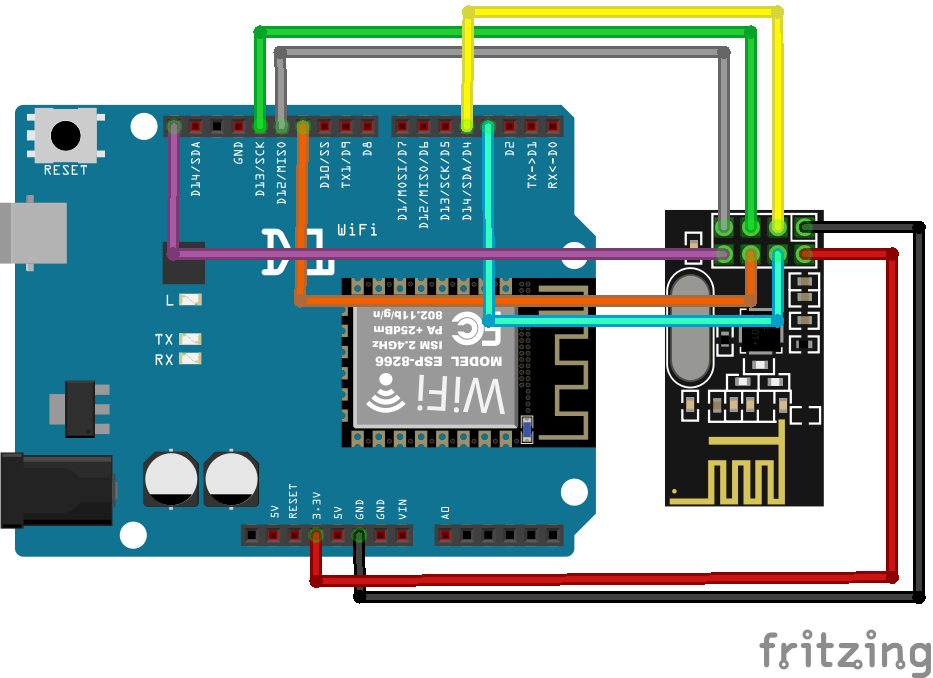 RESET
D14/SDA
GND
D13/SCK
D12/MISO
D10/SS
TX1/D9
D8
D1/MOSI/D7
D12/MISO/D6
D13/SCK/D5
D14/SDA/D4
D2
TX->D1
RX<-D0
WiFi
L
TX
RX
MODEL ESP-8266
ISM 2.4GHz
PA +25dBm
802.11b/g/n
FC
WiFi
5V
RESET
3.3V
5V
GND
GND
VIN
A0
fritzing